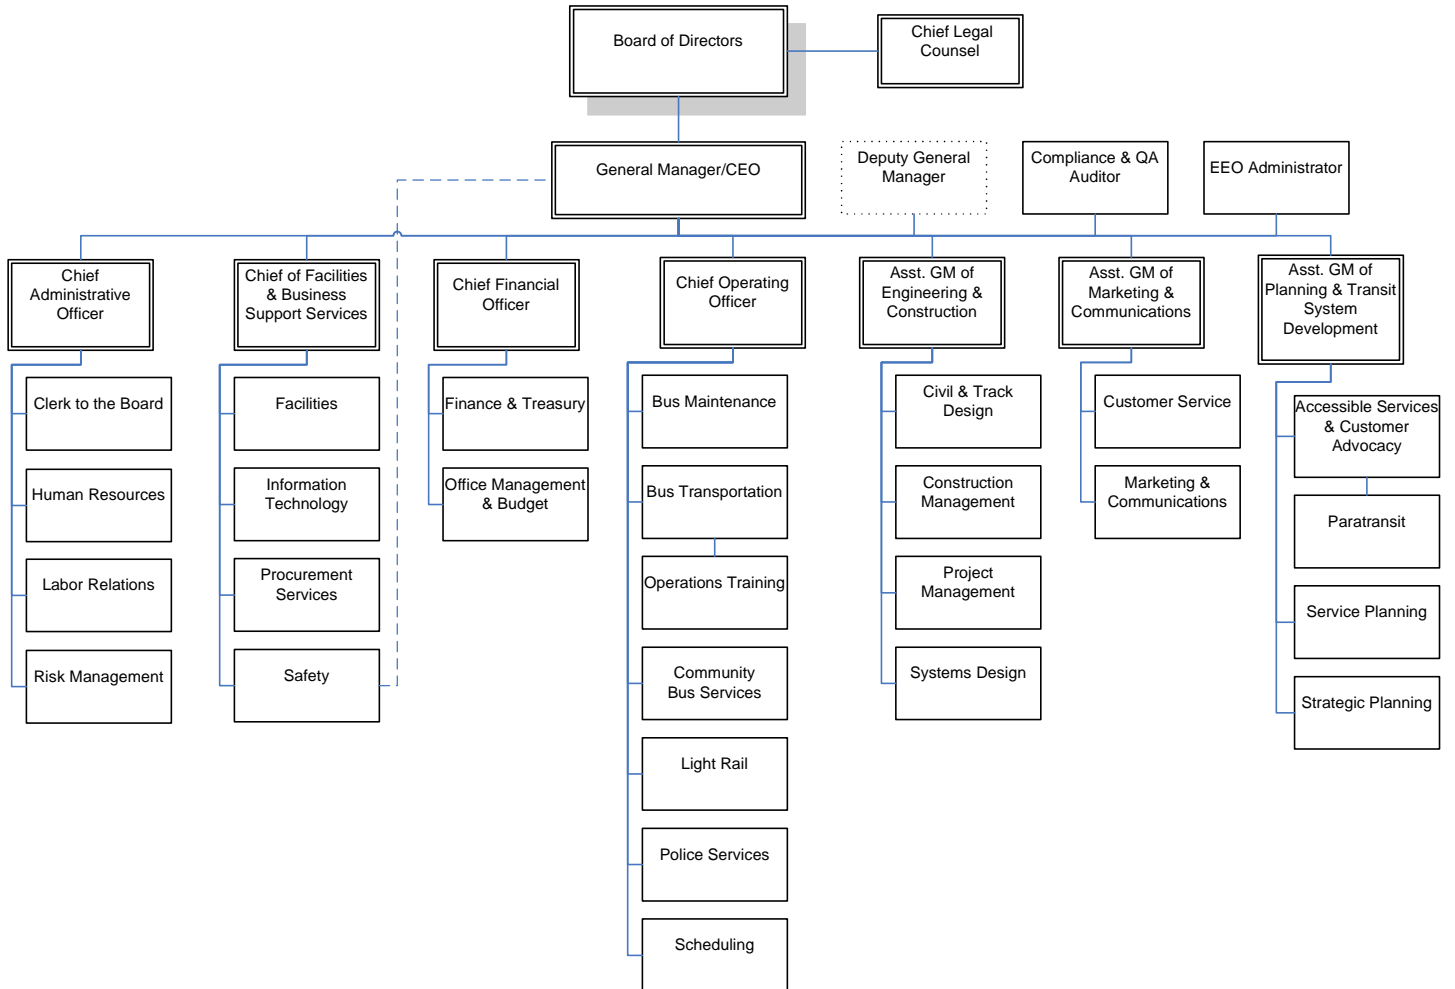 Board of Directors
Chief Legal
Counsel
General Manager/CEO
Deputy General
Manager
Compliance & QA
Auditor
EEO Administrator
Chief
Administrative
Officer
Chief of Facilities
& Business
Support Services
Chief Financial
Officer
Chief Operating
Officer
Asst. GM of
Engineering &
Construction
Asst. GM of
Marketing &
Communications
Asst. GM of
Planning & Transit
System
Development
Clerk to the Board
Human Resources
Labor Relations
Risk Management
Facilities
Information
Technology
Procurement
Services
Safety
Finance & Treasury
Office Management
& Budget
Bus Maintenance
Bus Transportation
Operations Training
Community
Bus Services
Light Rail
Police Services
Scheduling
Civil & Track
Design
Construction
Management
Project
Management
Systems Design
Customer Service
Marketing &
Communications
Accessible Services
& Customer
Advocacy
Paratransit
Service Planning
Strategic Planning